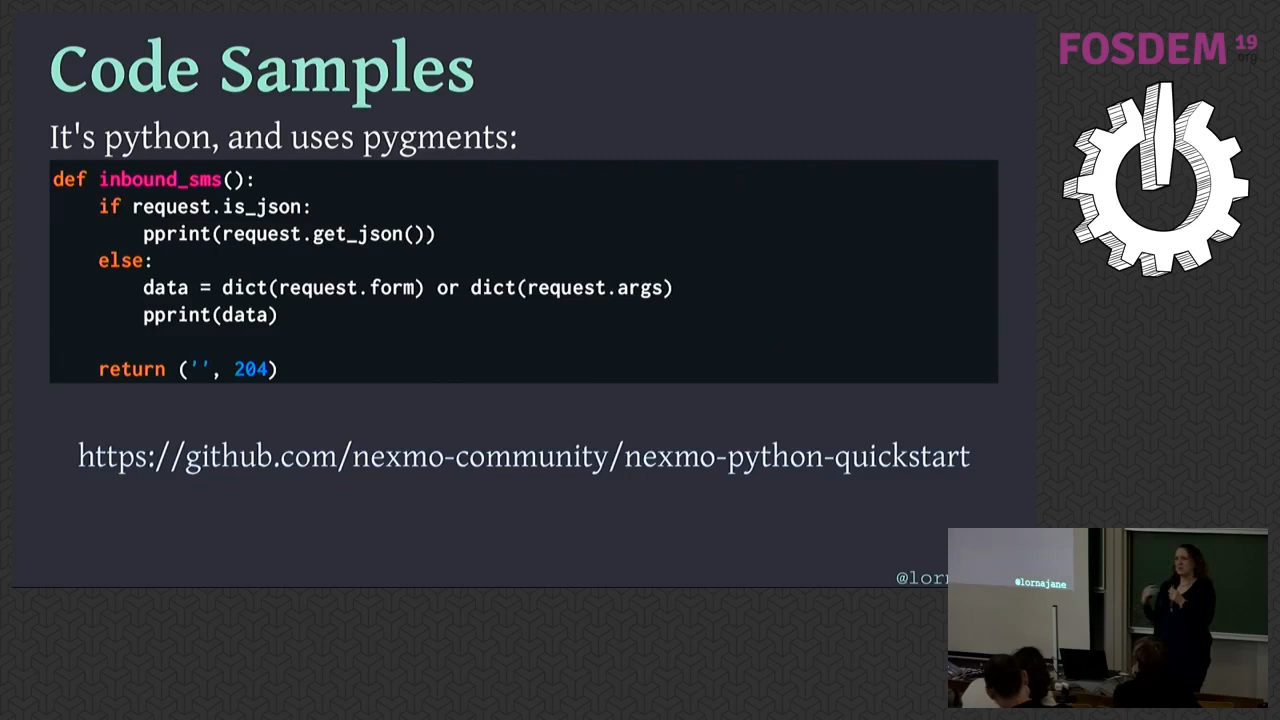 Code Samples
It's python, and uses pygments:
def inbound_sms():
    if request.is_json:
        pprint(request.get_json())
    else:
        data = dict(request.form) or dict(request.args)
        pprint(data)
    return ('', 204)
https://github.com/nexmo-community/nexmo-python-quickstart
@lor
FOSDEM 19
.org
@lornajane